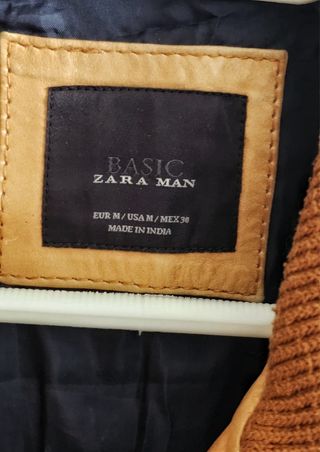 BASIC
ZARA MAN
EUR M / USA M / MEX 38
MADE IN INDIA